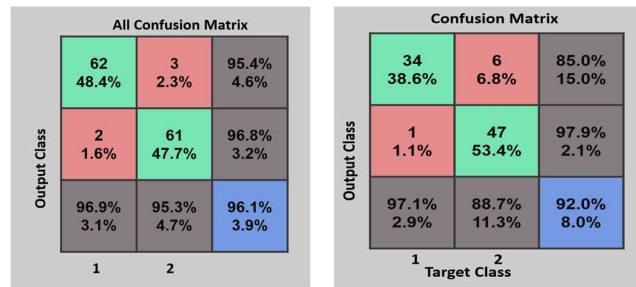 All Confusion Matrix
62 3 95.4%
48.4% 2.3% 4.6%
2 61 96.8%
1.6% 47.7% 3.2%
96.9% 95.3% 96.1%
3.1% 4.7% 3.9%
1 2
Output Class
Confusion Matrix
34 6 85.0%
38.6% 6.8% 15.0%
1 47 97.9%
1.1% 53.4% 2.1%
97.1% 88.7% 92.0%
2.9% 11.3% 8.0%
1 2
Target Class
Output Class